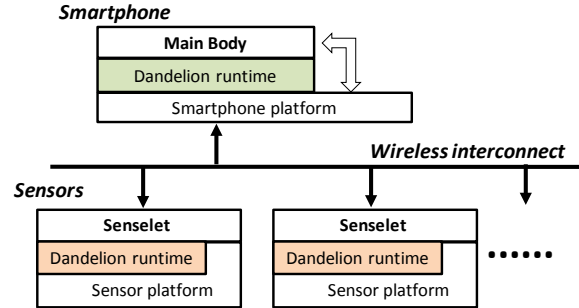 Smartphone
Main Body
Dandelion runtime
Smartphone platform
Wireless interconnect
Sensors
Senselet
Dandelion runtime
Sensor platform
Senselet
Dandelion runtime
Sensor platform
......